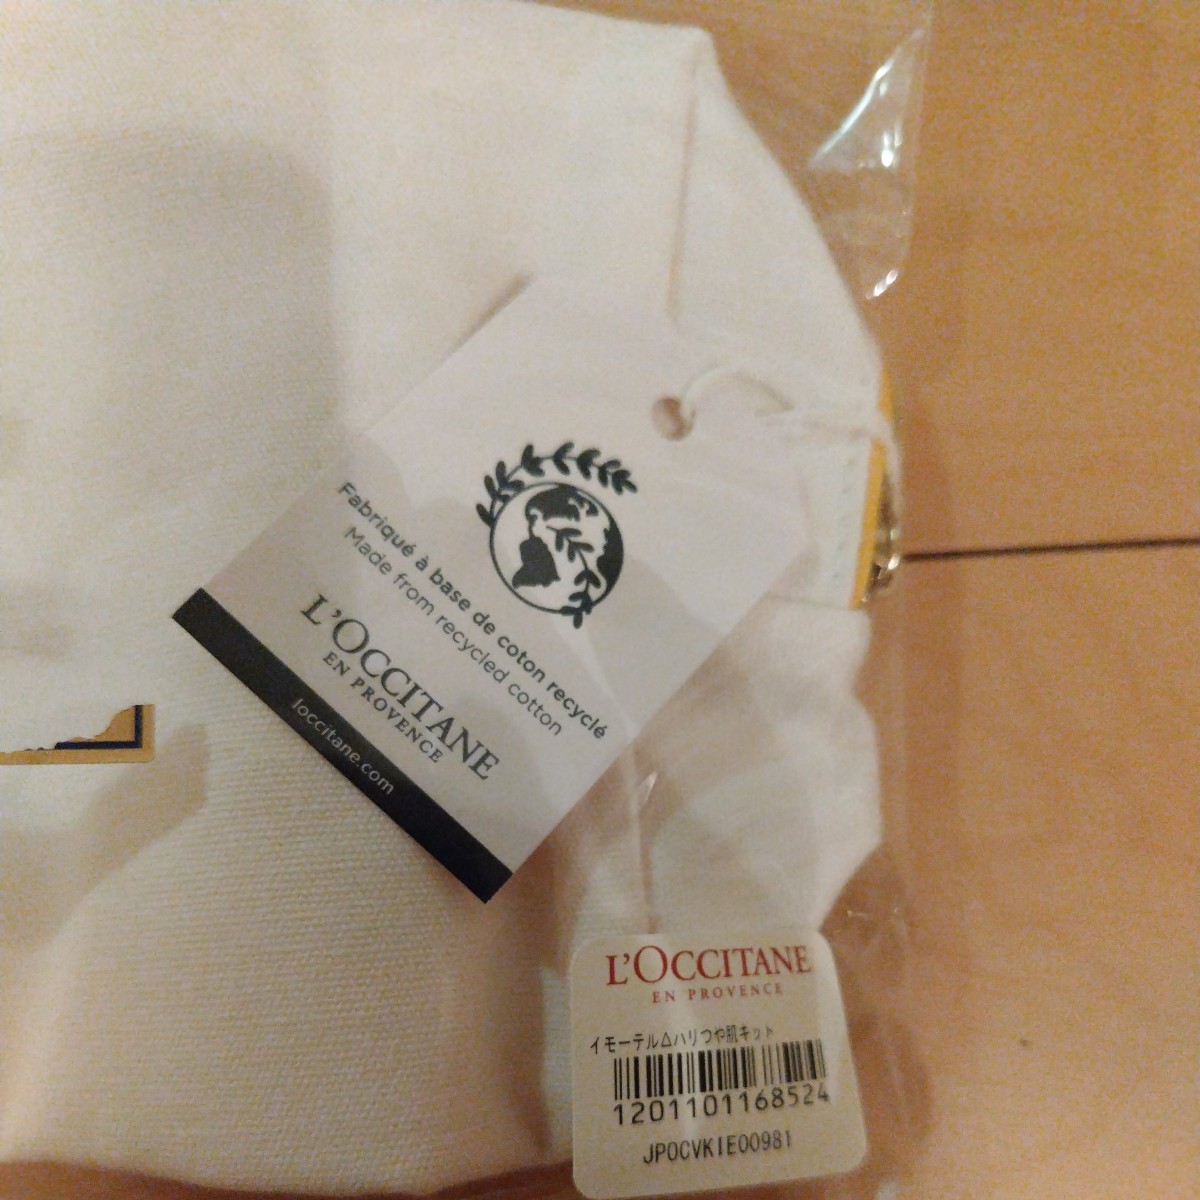 Fabriqué à base de coton recyclé
Made from recycled cotton
L'OCCITANE
EN PROVENCE
loccitane.com
L'OCCITANE
EN PROVENCE
イモーテル△ハリつや肌キット
1201101168524
JPOCVKIE00981